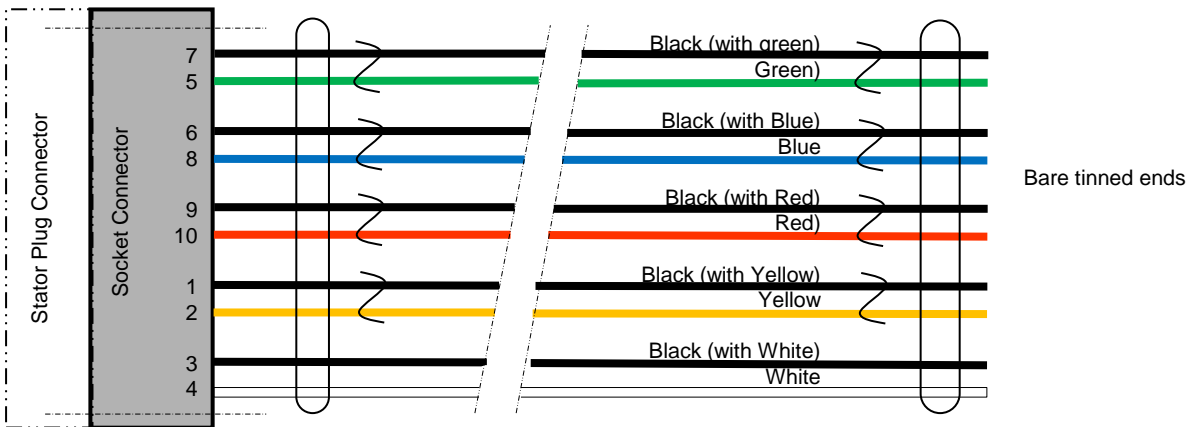 Stator Plug Connector
Socket Connector
7
Black (with green)
5
Green)
6
Black (with Blue)
8
Blue
9
Black (with Red)
10
Red)
1
Black (with Yellow)
2
Yellow
3
Black (with White)
4
White
Bare tinned ends